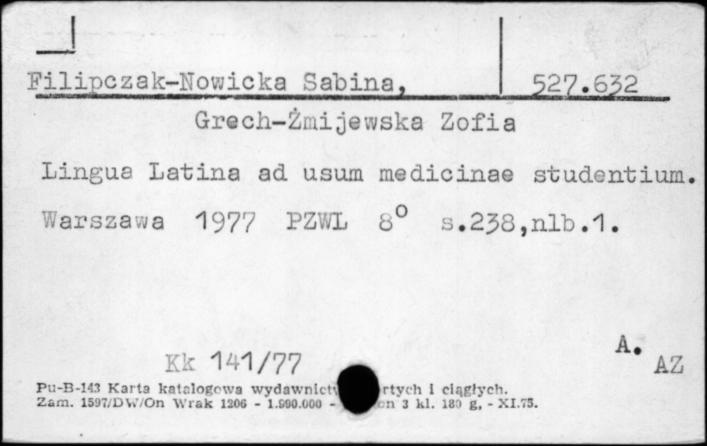 Filipczak-Nowicka Sabina, 527.632
Grech-Żmijewska Zofia
Lingua Latina ad usum medicinae studentium.
Warszawa 1977 PZWL 8° s.238,nlb.1.
A.
Kk 141/77 AZ
Pu-B-143 Karta katalogowa i ciągłych.
Zam. 1597/DW/On Wrak 1206 - 1.990.000 - 3 kl. 180 g, - XI.75.